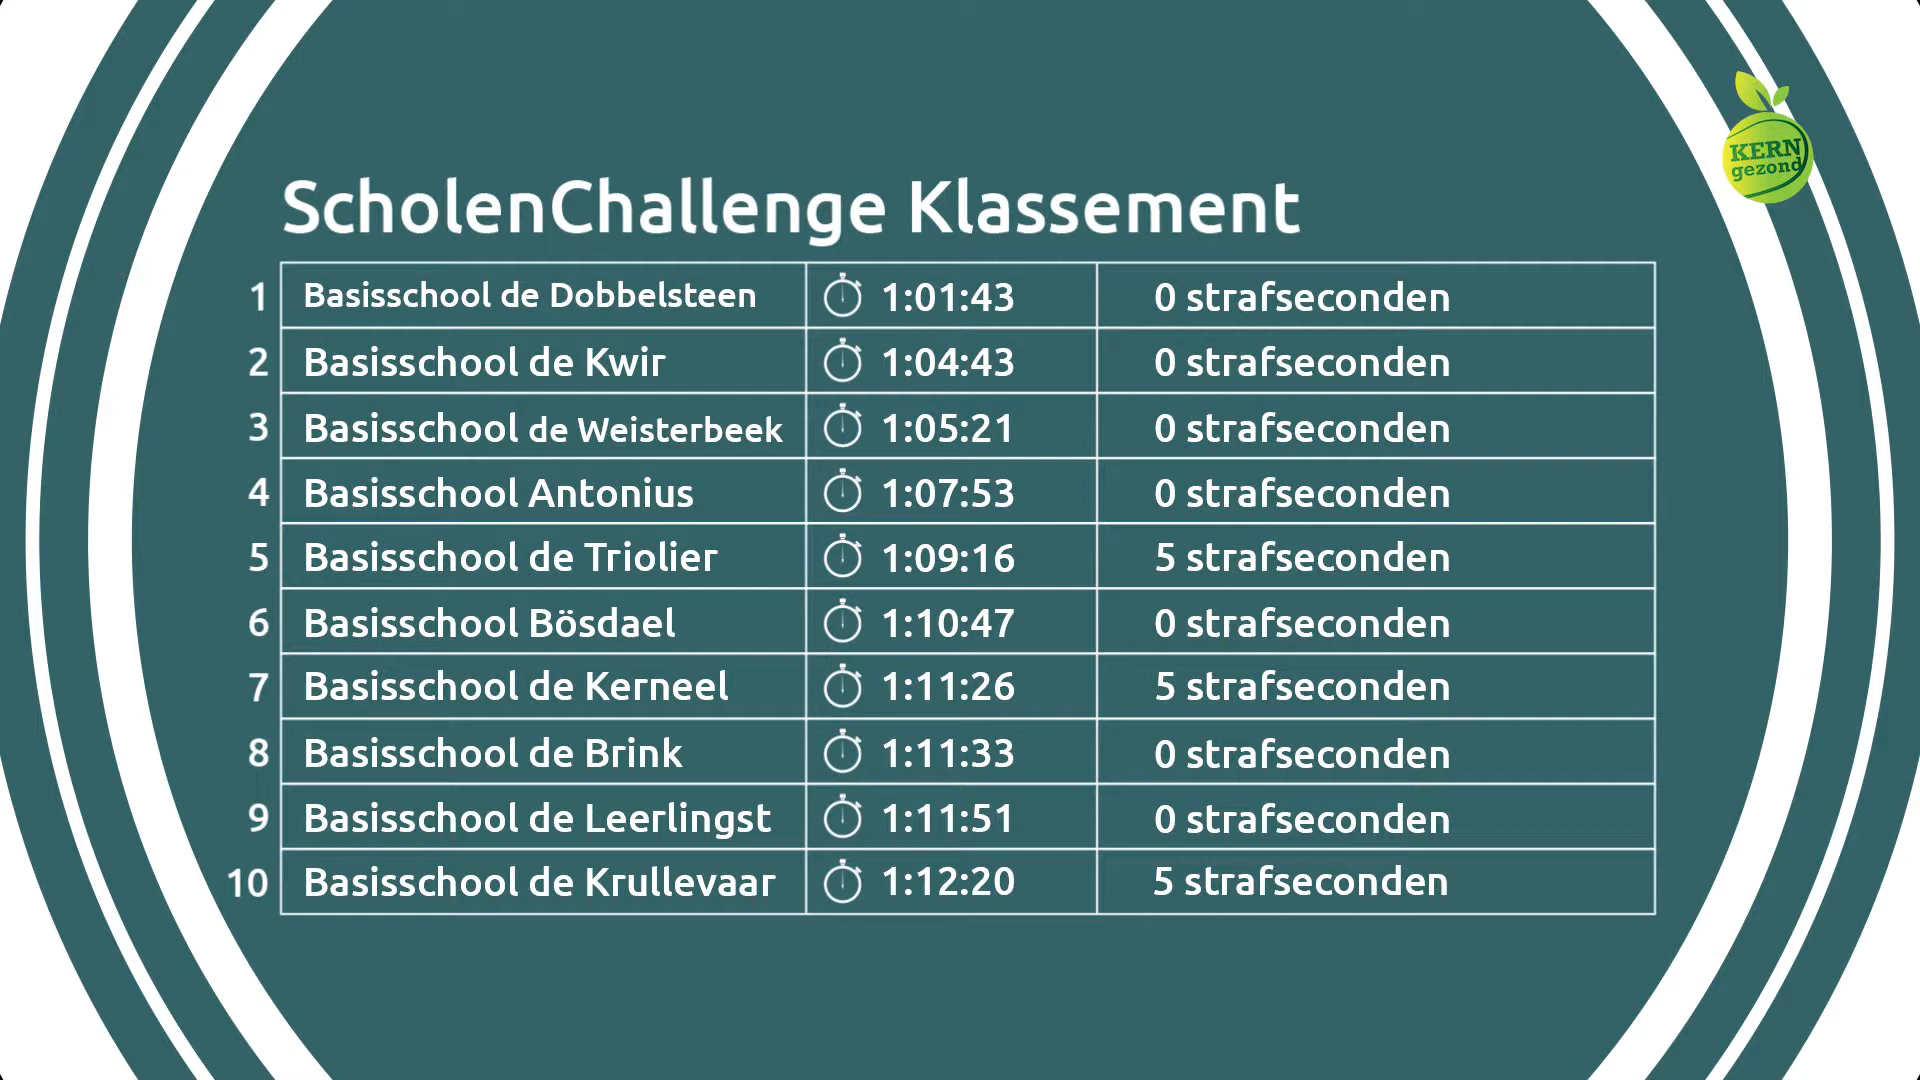 KERN
gezond
ScholenChallenge Klassement
1 Basisschool de Dobbelsteen 1:01:43 0 strafseconden
2 Basisschool de Kwir 1:04:43 0 strafseconden
3 Basisschool de Weisterbeek 1:05:21 0 strafseconden
4 Basisschool Antonius 1:07:53 0 strafseconden
5 Basisschool de Triolier 1:09:16 5 strafseconden
6 Basisschool Bösdael 1:10:47 0 strafseconden
7 Basisschool de Kerneel 1:11:26 5 strafseconden
8 Basisschool de Brink 1:11:33 0 strafseconden
9 Basisschool de Leerlingst 1:11:51 0 strafseconden
10 Basisschool de Krullevaar 1:12:20 5 strafseconden